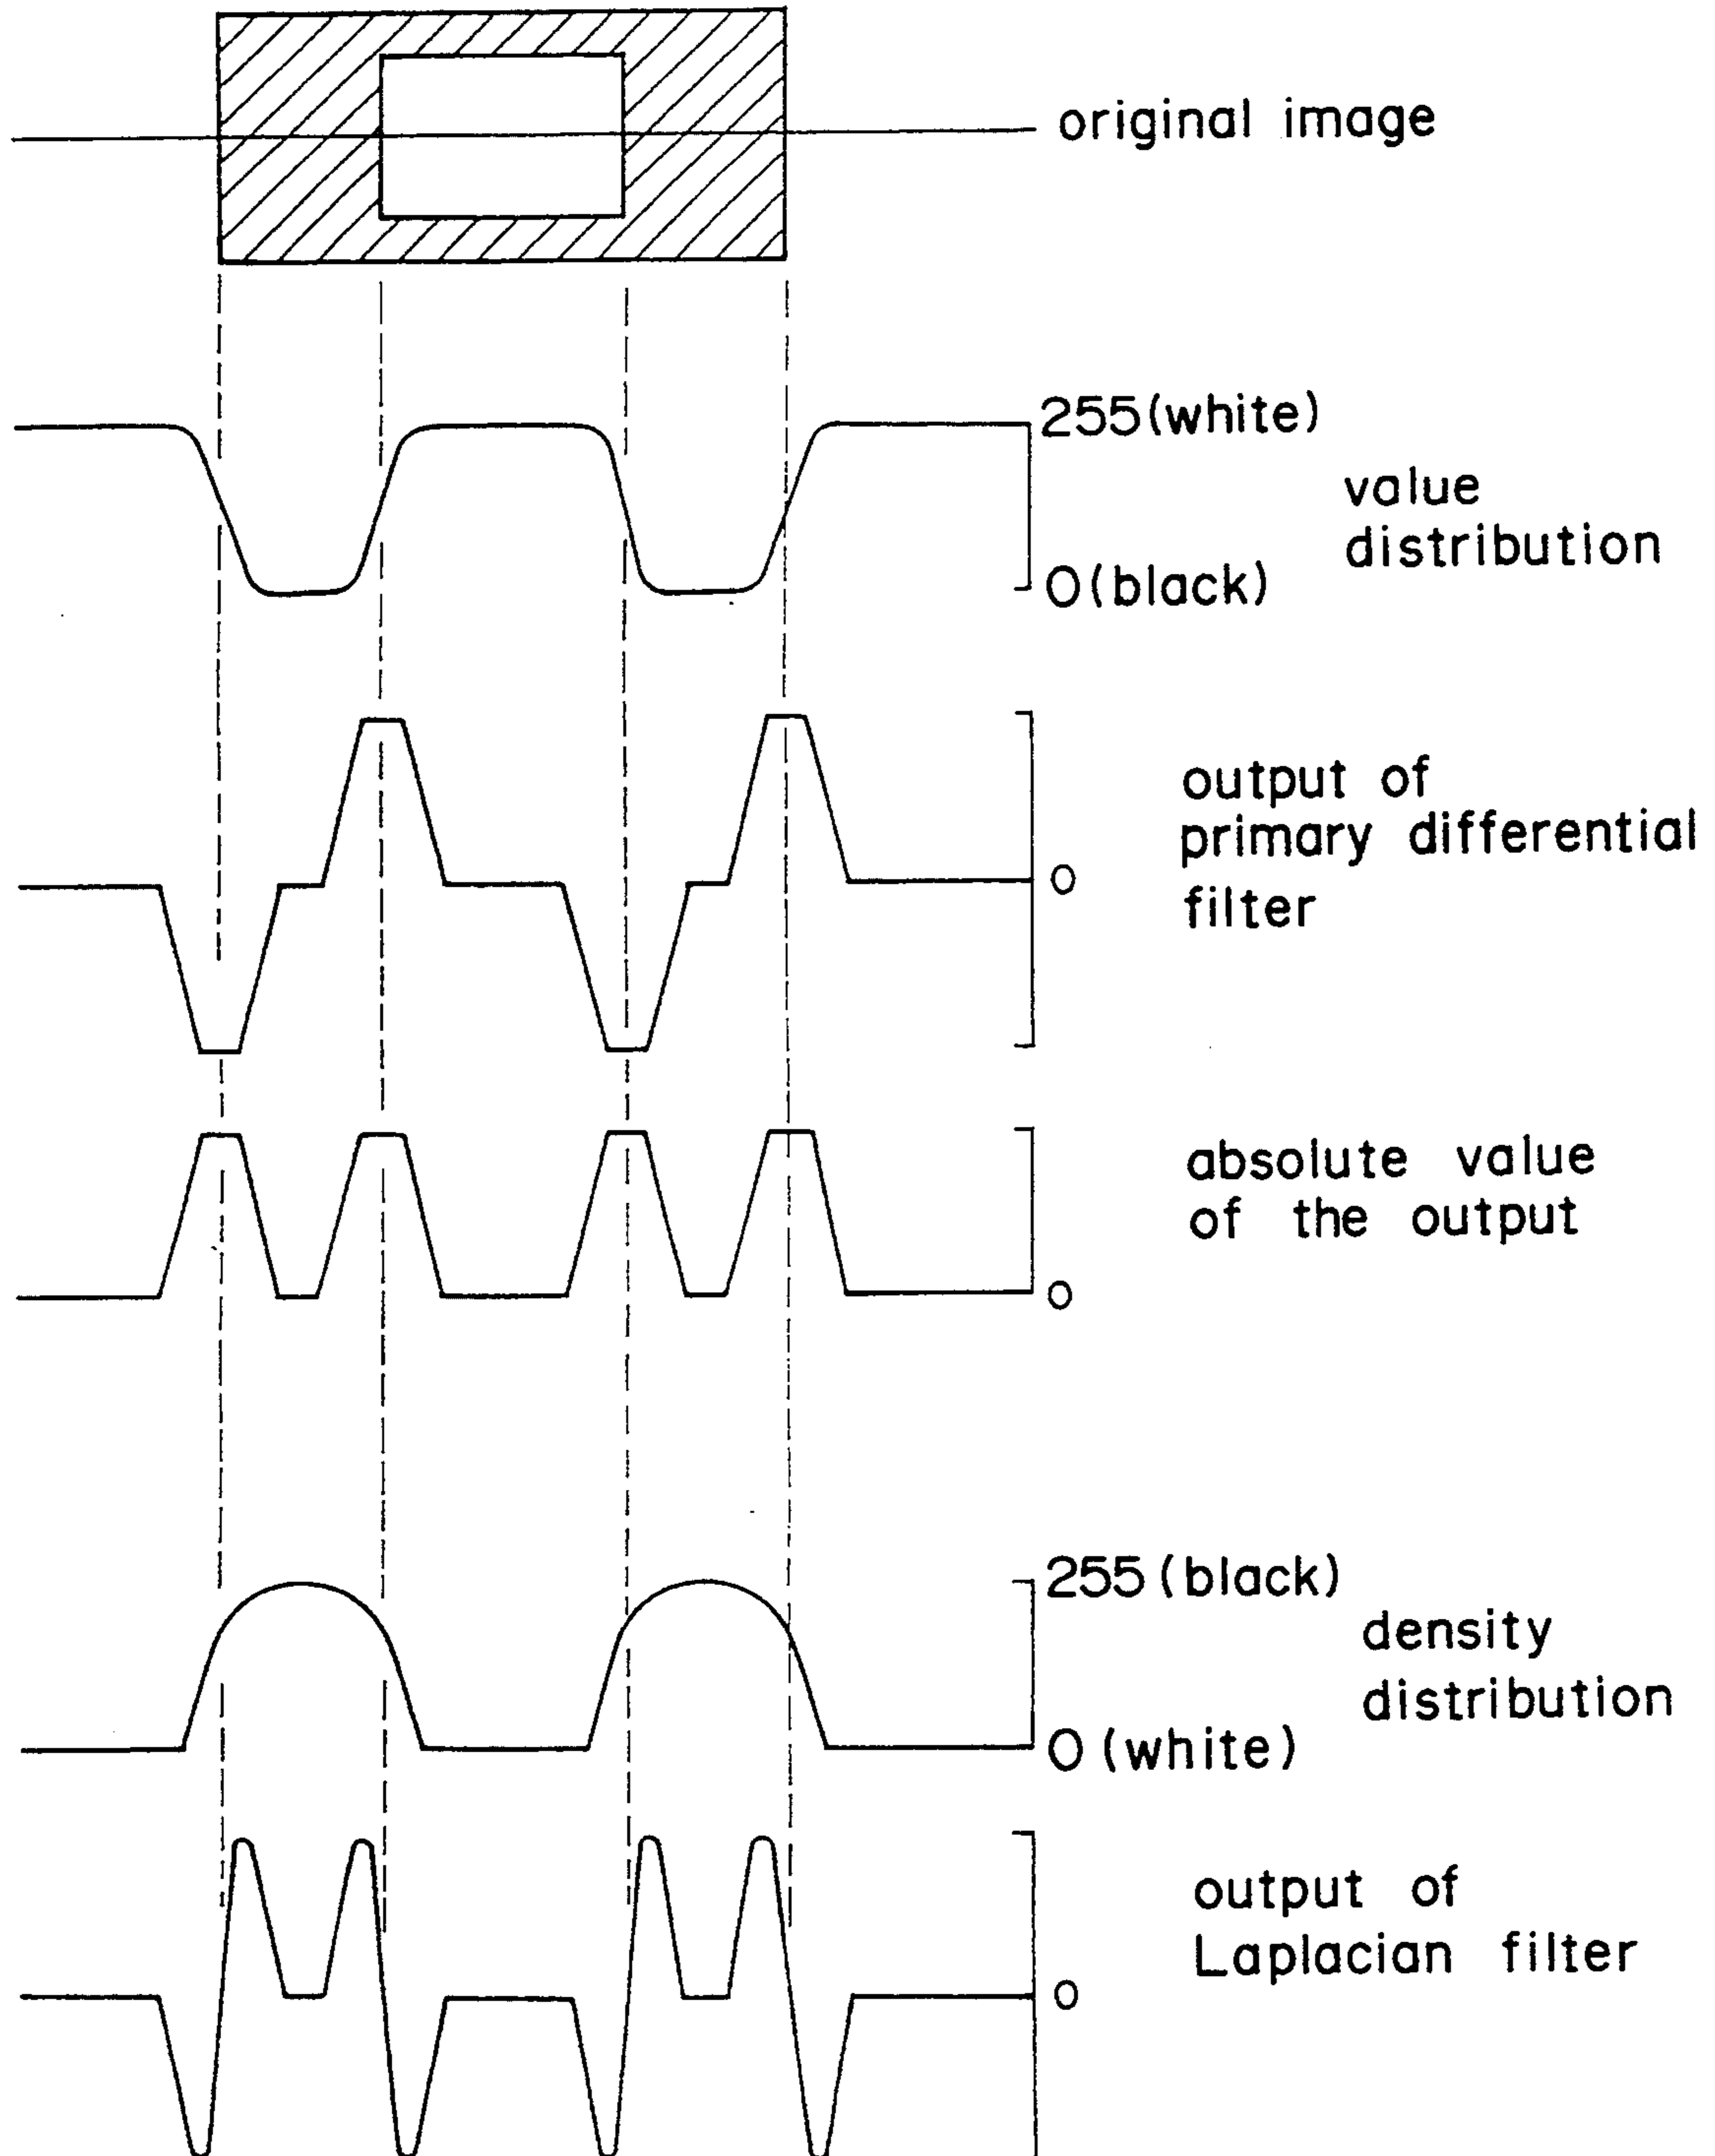 original image
255(white)
value
distribution
0(black)
output of
primary differential
0
filter
absolute value
of the output
0
255(black)
density
distribution
0(white)
output of
Laplacian filter
0